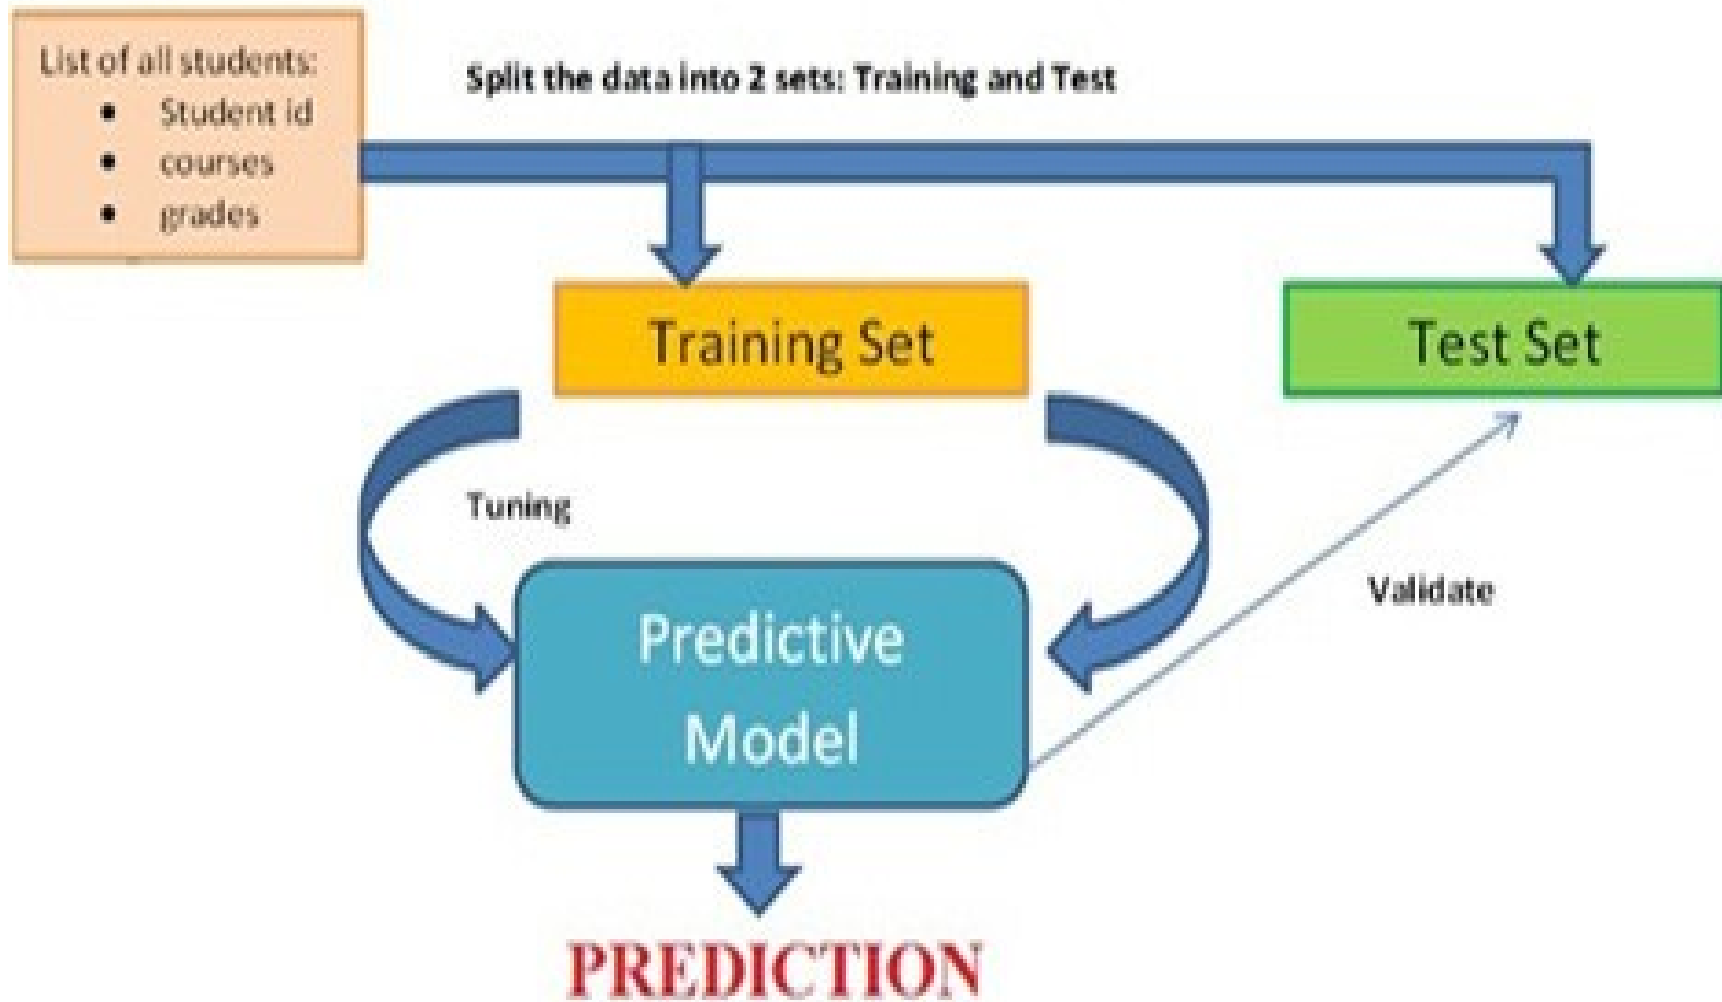 List of all students:
• Student id
• courses
• grades
Split the data into 2 sets: Training and Test
Training Set
Test Set
Tuning
Validate
Predictive
Model
PREDICTION